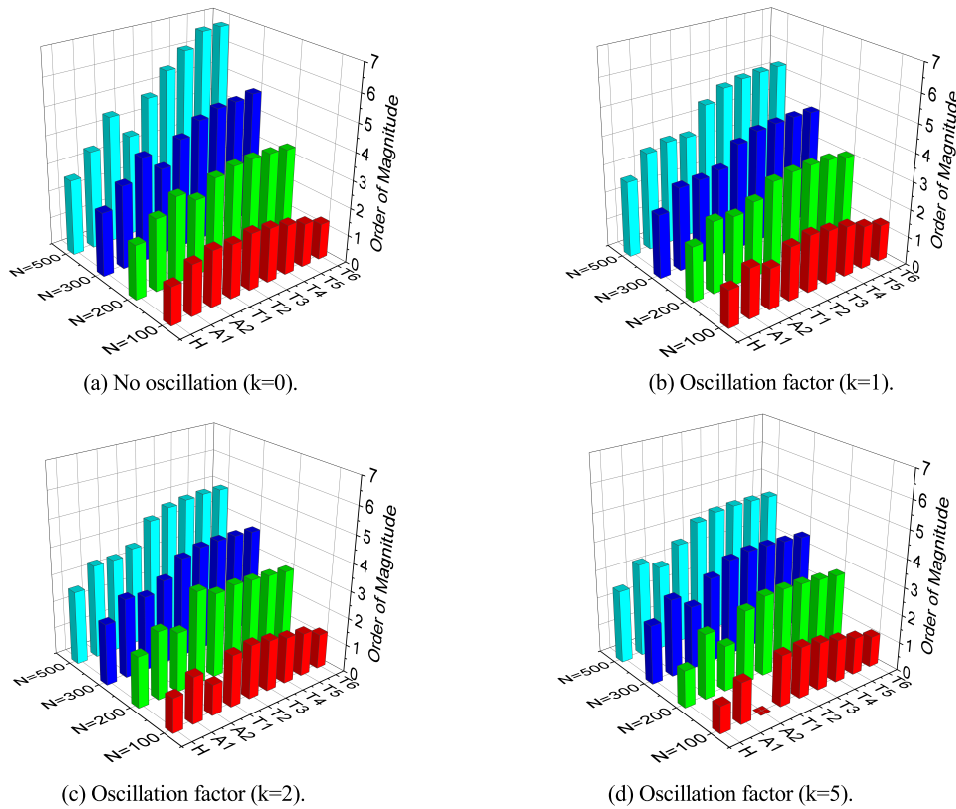 7
6
5
4
3
2
1
0
Order of Magnitude
N=500
N=300
N=200
N=100
H
A1
A2
T1
T2
T3
T4
T5
T6
(a) No oscillation (k=0).
7
6
5
4
3
2
1
0
Order of Magnitude
N=500
N=300
N=200
N=100
H
A1
A2
T1
T2
T3
T4
T5
T6
(b) Oscillation factor (k=1).
7
6
5
4
3
2
1
0
Order of Magnitude
N=500
N=300
N=200
N=100
H
A1
A2
T1
T2
T3
T4
T5
T6
(c) Oscillation factor (k=2).
7
6
5
4
3
2
1
0
Order of Magnitude
N=500
N=300
N=200
N=100
H
A1
A2
T1
T2
T3
T4
T5
T6
(d) Oscillation factor (k=5).